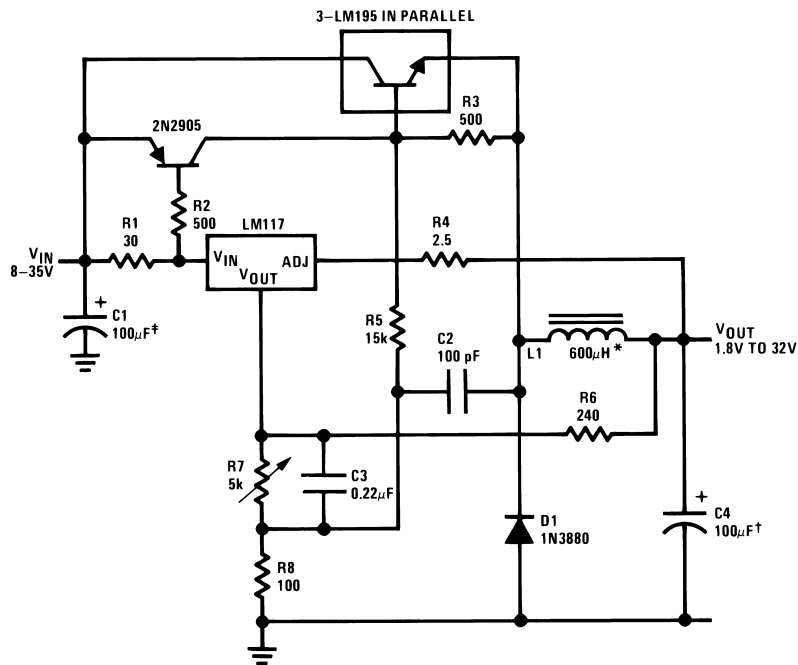 3–LM195 IN PARALLEL
2N2905
R3
500
R1
30
R2
500
LM117
R4
2.5
VIN
8–35V
VIN
ADJ
VOUT
C1
100μF‡
R5
15k
C2
100 pF
L1
600μH*
VOUT
1.8V TO 32V
R6
240
R7
5k
C3
0.22μF
D1
1N3880
C4
100μF†
R8
100